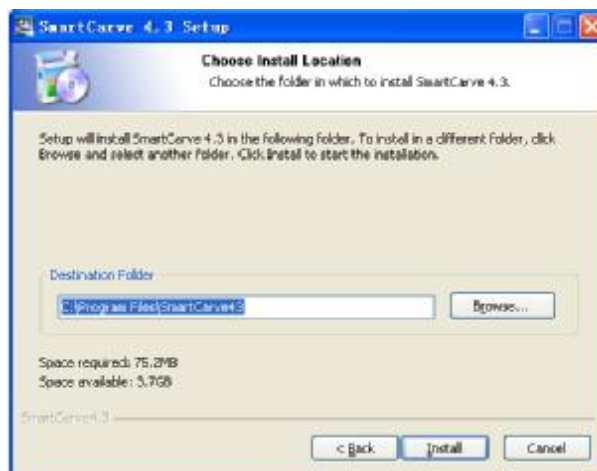 SmartCarve 4.3 Setup
Choose Install Location
Choose the folder in which to install SmartCarve 4.3.
Setup will install SmartCarve 4.3 in the following folder. To install in a different folder, click
Browse and select another folder. Click Install to start the installation.
Destination Folder
C:\Program Files\SmartCarve43
Browse...
Space required: 75.2MB
Space available: 3.7GB
SmartCarve4.3
< Back
Install
Cancel